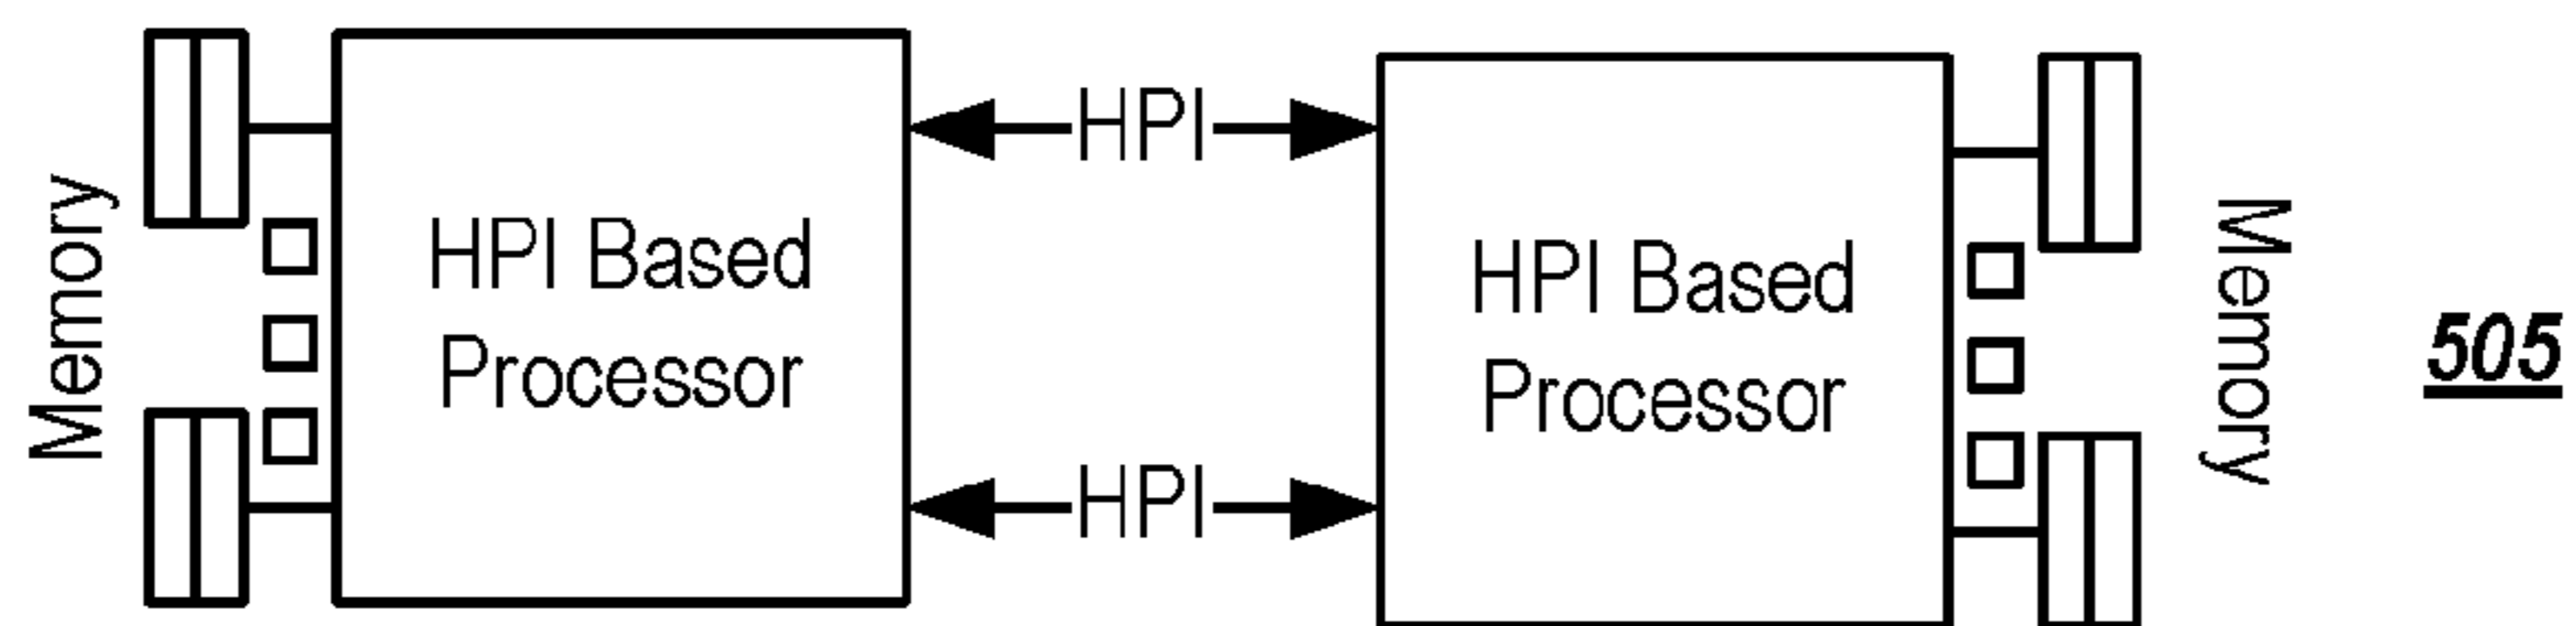 Memory
HPI Based
Processor
HPI
HPI
HPI Based
Processor
Memory
505